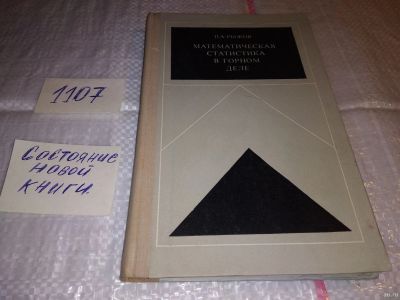 П.А. РЫЖОВ
МАТЕМАТИЧЕСКАЯ
СТАТИСТИКА
В ГОРНОМ
ДЕЛЕ
1107
Состояние
новой
книги.